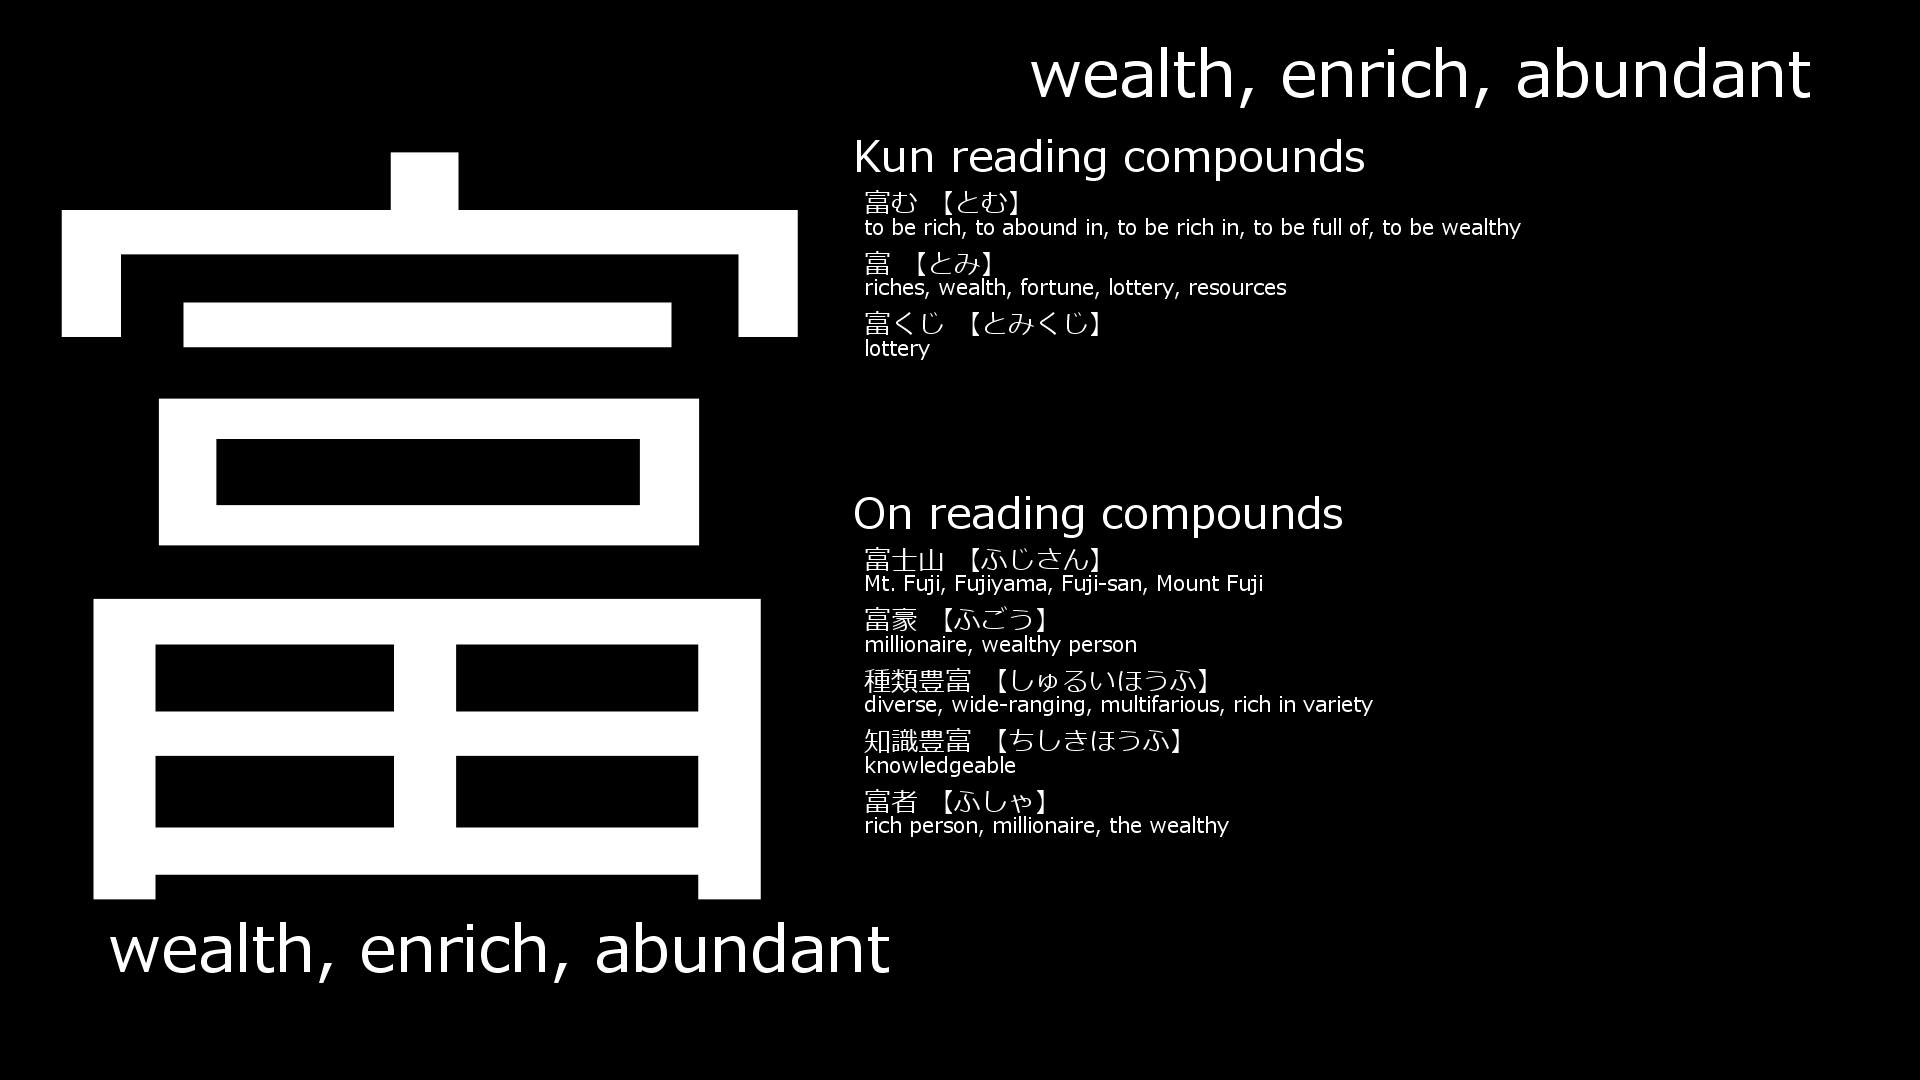 富
wealth, enrich, abundant
wealth, enrich, abundant
Kun reading compounds
富む 【とむ】
to be rich, to abound in, to be rich in, to be full of, to be wealthy
富 【とみ】
riches, wealth, fortune, lottery, resources
富くじ 【とみくじ】
lottery
On reading compounds
富士山 【ふじさん】
Mt. Fuji, Fujiyama, Fuji-san, Mount Fuji
富豪 【ふごう】
millionaire, wealthy person
種類豊富 【しゅるいほうふ】
diverse, wide-ranging, multifarious, rich in variety
知識豊富 【ちしきほうふ】
knowledgeable
富者 【ふしゃ】
rich person, millionaire, the wealthy